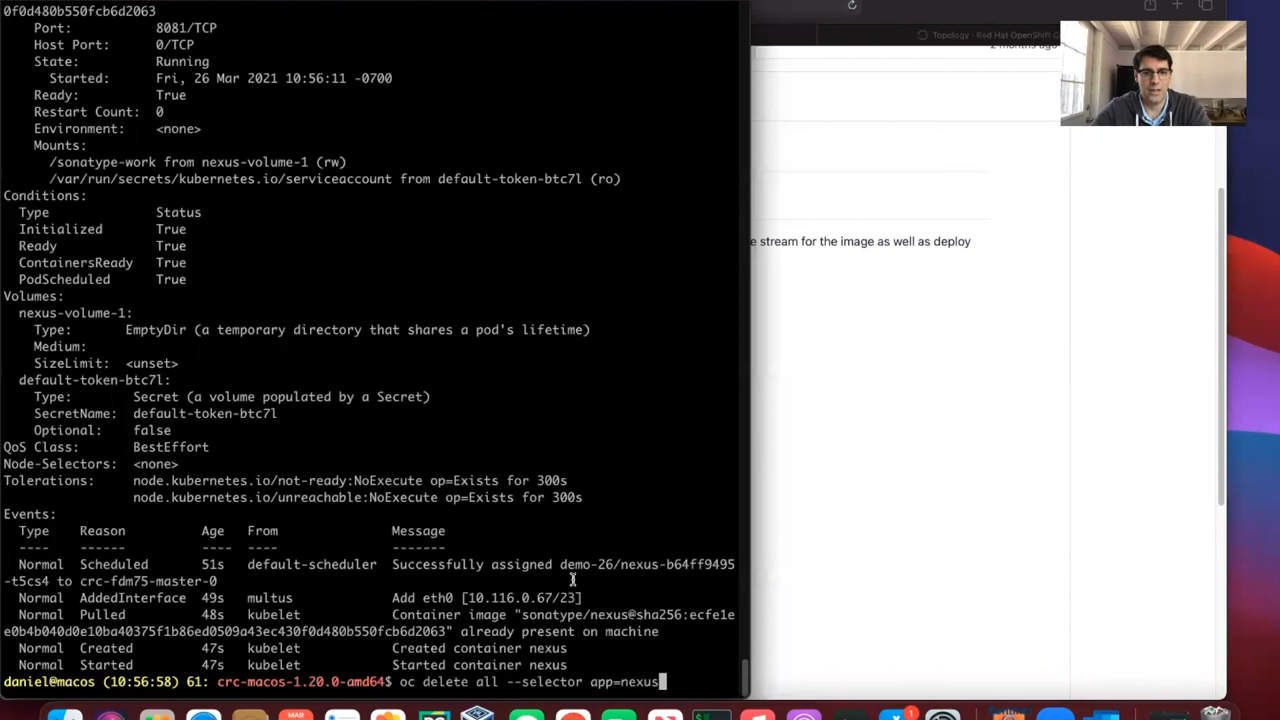 0f0d480b550fcb6d2063
Port: 8081/TCP
Host Port: 0/TCP
State: Running
Started: Fri, 26 Mar 2021 10:56:11 -0700
Ready: True
Restart Count: 0
Environment: <none>
Mounts:
/sonatype-work from nexus-volume-1 (rw)
/var/run/secrets/kubernetes.io/serviceaccount from default-token-btc7l (ro)
Conditions:
Type Status
Initialized True
Ready True
ContainersReady True
PodScheduled True
Volumes:
nexus-volume-1:
Type: EmptyDir (a temporary directory that shares a pod's lifetime)
Medium:
SizeLimit: <unset>
default-token-btc7l:
Type: Secret (a volume populated by a Secret)
SecretName: default-token-btc7l
Optional: false
QoS Class: BestEffort
Node-Selectors: <none>
Tolerations: node.kubernetes.io/not-ready:NoExecute op=Exists for 300s
node.kubernetes.io/unreachable:NoExecute op=Exists for 300s
Events:
Type Reason Age From Message
---- ------ ---- ---- -------
Normal Scheduled 51s default-scheduler Successfully assigned demo-26/nexus-b64ff9495
-t5cs4 to crc-fdm75-master-0
Normal AddedInterface 49s multus Add eth0 [10.116.0.67/23]
Normal Pulled 48s kubelet Container image "sonatype/nexus@sha256:ecfe1e
e0b4b040d0e10ba40375f1b86ed0509a43ec430f0d480b550fcb6d2063" already present on machine
Normal Created 47s kubelet Created container nexus
Normal Started 47s kubelet Started container nexus
daniel@macos (10:56:58) 61: crc-macos-1.20.0-amd64$ oc delete all --selector app=nexus
Topology · Red Hat OpenShift
2 months ago
e stream for the image as well as deploy
MAR
1